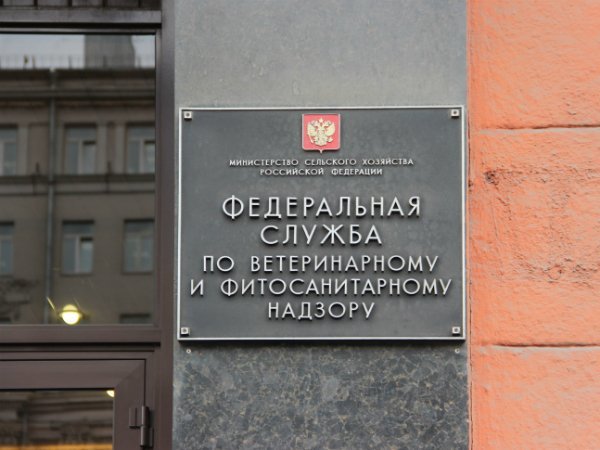 МИНИСТЕРСТВО СЕЛЬСКОГО ХОЗЯЙСТВА
РОССИЙСКОЙ ФЕДЕРАЦИИ
ФЕДЕРАЛЬНАЯ
СЛУЖБА
ПО ВЕТЕРИНАРНОМУ
И ФИТОСАНИТАРНОМУ
НАДЗОРУ